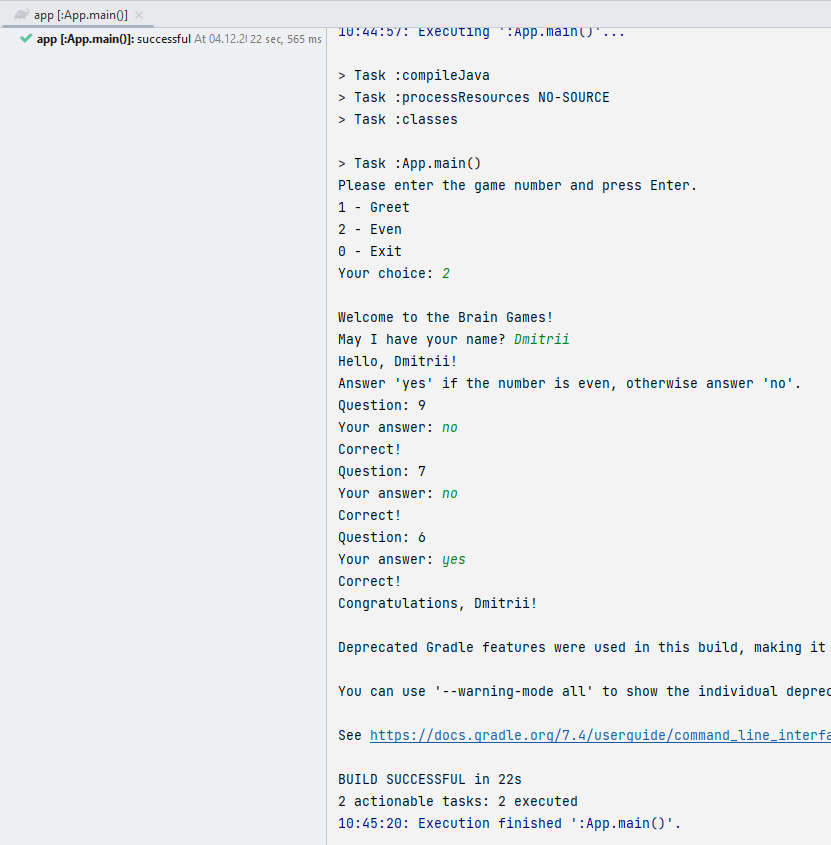 app [:App.main()]
app [:App.main()]: successful At 04.12.2 22 sec, 565 ms
10:44:57: Executing ':App.main()'...
> Task :compileJava
> Task :processResources NO-SOURCE
> Task :classes
> Task :App.main()
Please enter the game number and press Enter.
1 - Greet
2 - Even
0 - Exit
Your choice: 2
Welcome to the Brain Games!
May I have your name? Dmitrii
Hello, Dmitrii!
Answer 'yes' if the number is even, otherwise answer 'no'.
Question: 9
Your answer: no
Correct!
Question: 7
Your answer: no
Correct!
Question: 6
Your answer: yes
Correct!
Congratulations, Dmitrii!
Deprecated Gradle features were used in this build, making it
You can use '--warning-mode all' to show the individual deprec
See https://docs.gradle.org/7.4/userguide/command_line_interfa
BUILD SUCCESSFUL in 22s
2 actionable tasks: 2 executed
10:45:20: Execution finished ':App.main()'.